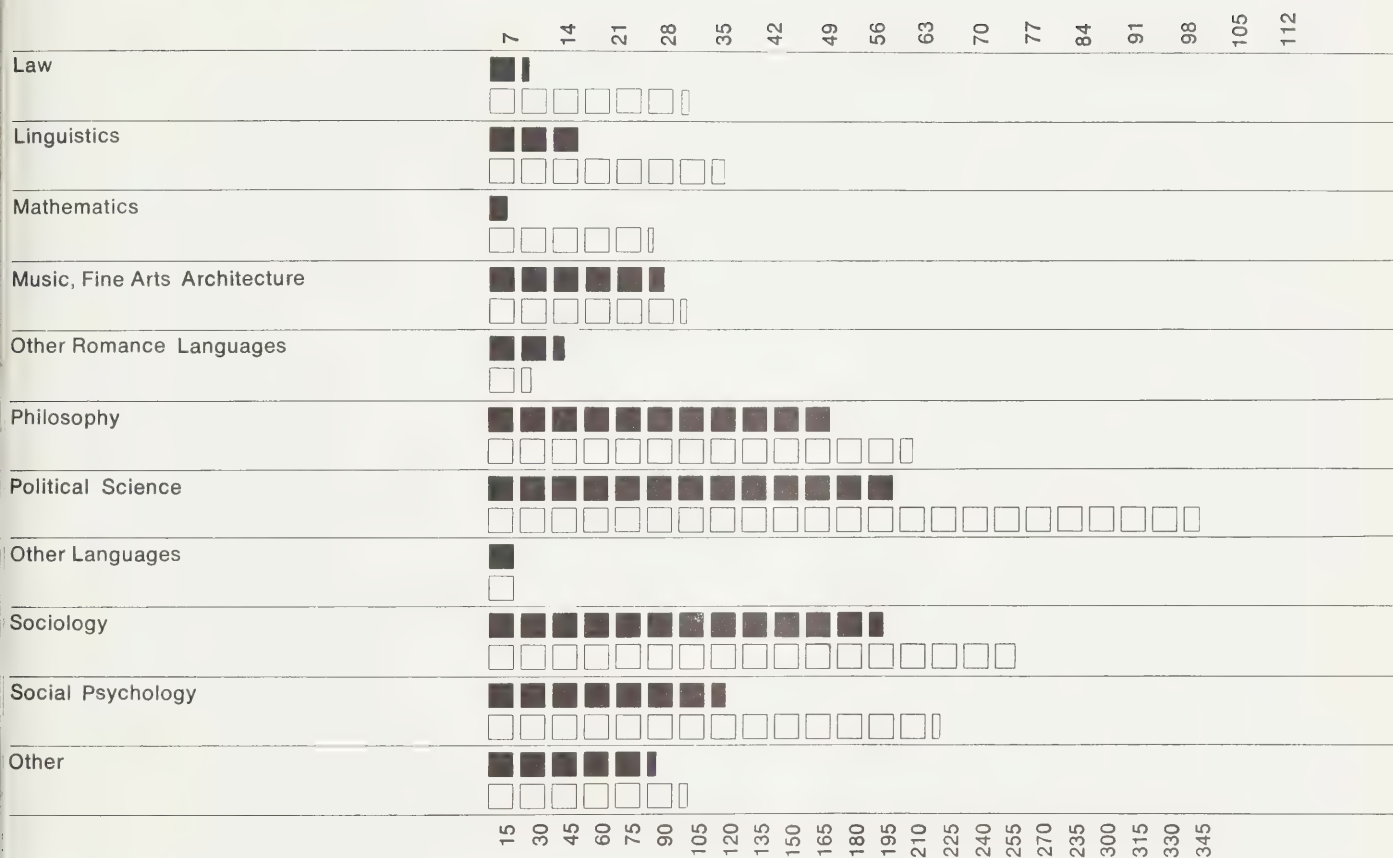 7 14 21 28 35 42 49 56 63 70 77 84 91 98 105 112
Law
Linguistics
Mathematics
Music, Fine Arts Architecture
Other Romance Languages
Philosophy
Political Science
Other Languages
Sociology
Social Psychology
Other
15 30 45 60 75 90 105 120 135 150 165 180 195 210 225 240 255 270 235 300 315 330 345